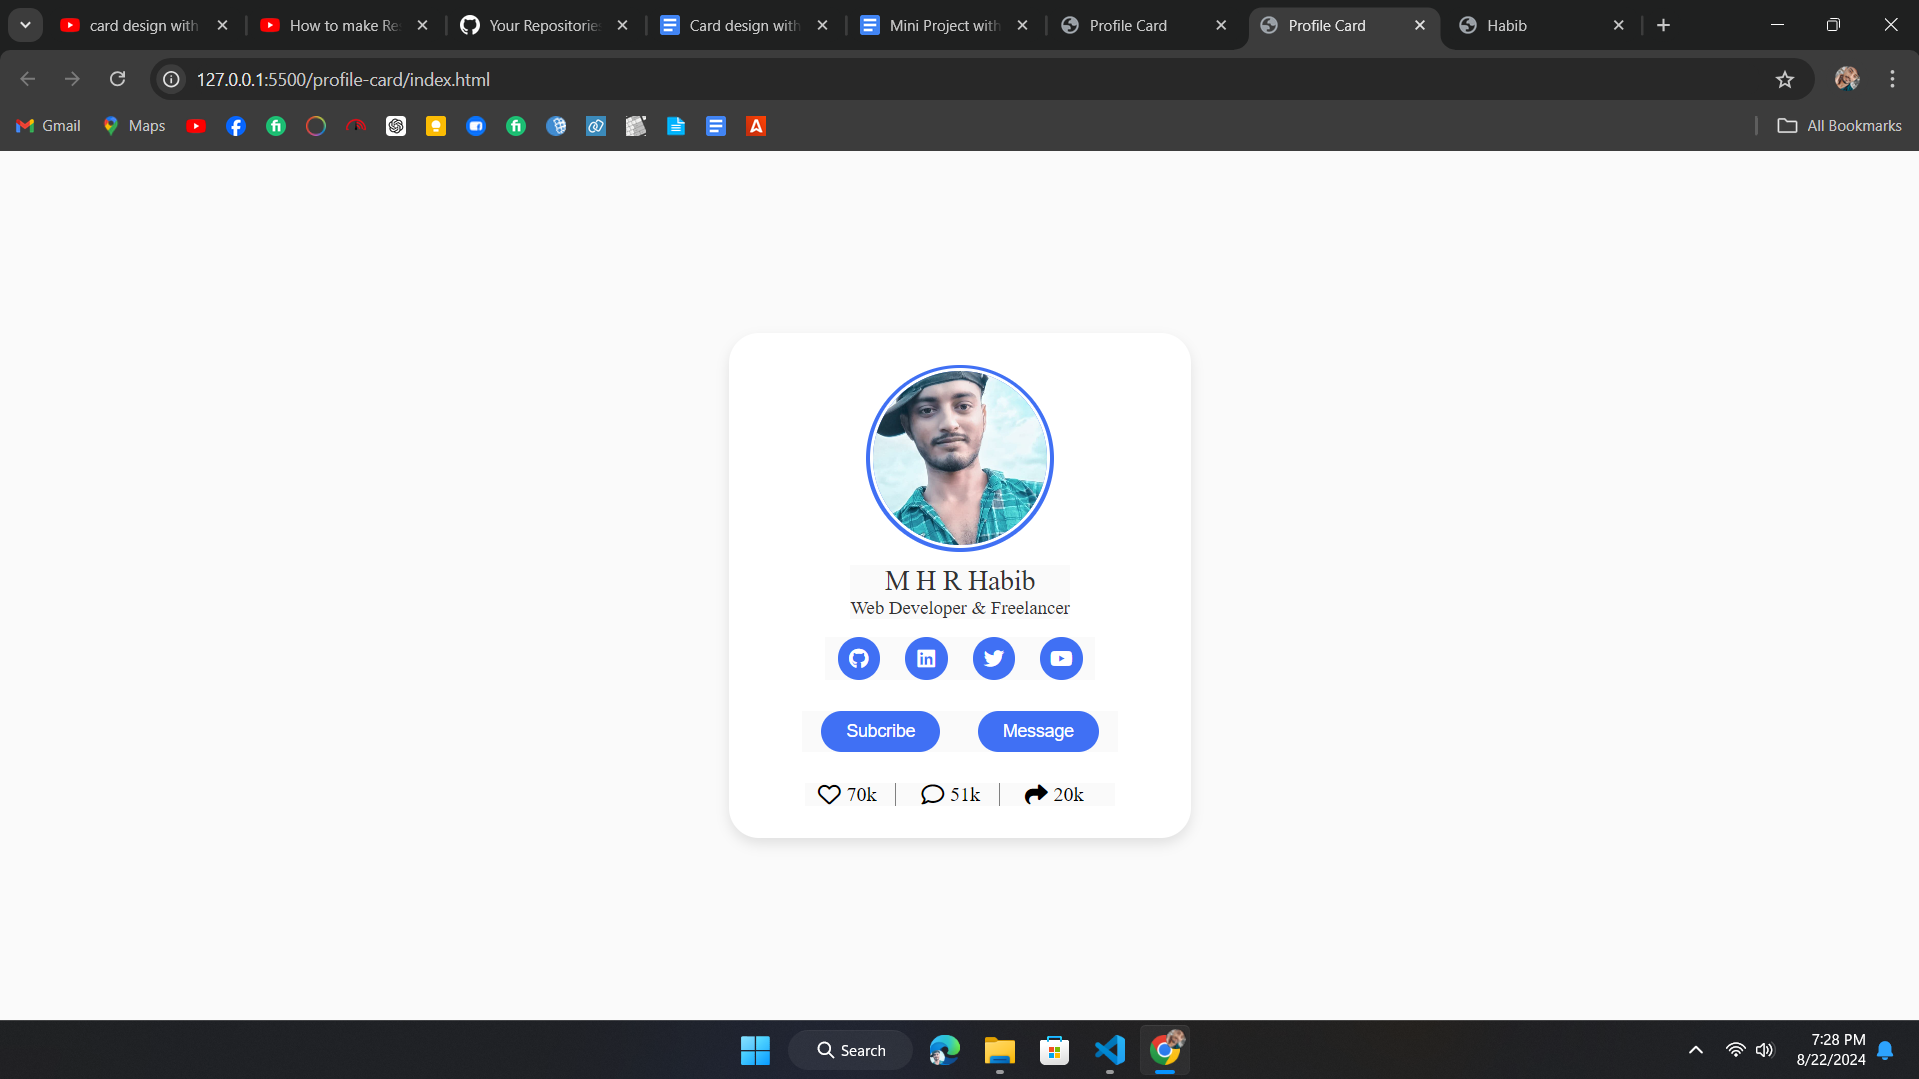 card design with
How to make Re
Your Repositories
Card design with
Mini Project with
Profile Card
Profile Card
Habib
127.0.0.1:5500/profile-card/index.html
Gmail
Maps
All Bookmarks
M H R Habib
Web Developer & Freelancer
Subcribe
Message
70k
51k
20k
Search
7:28 PM
8/22/2024